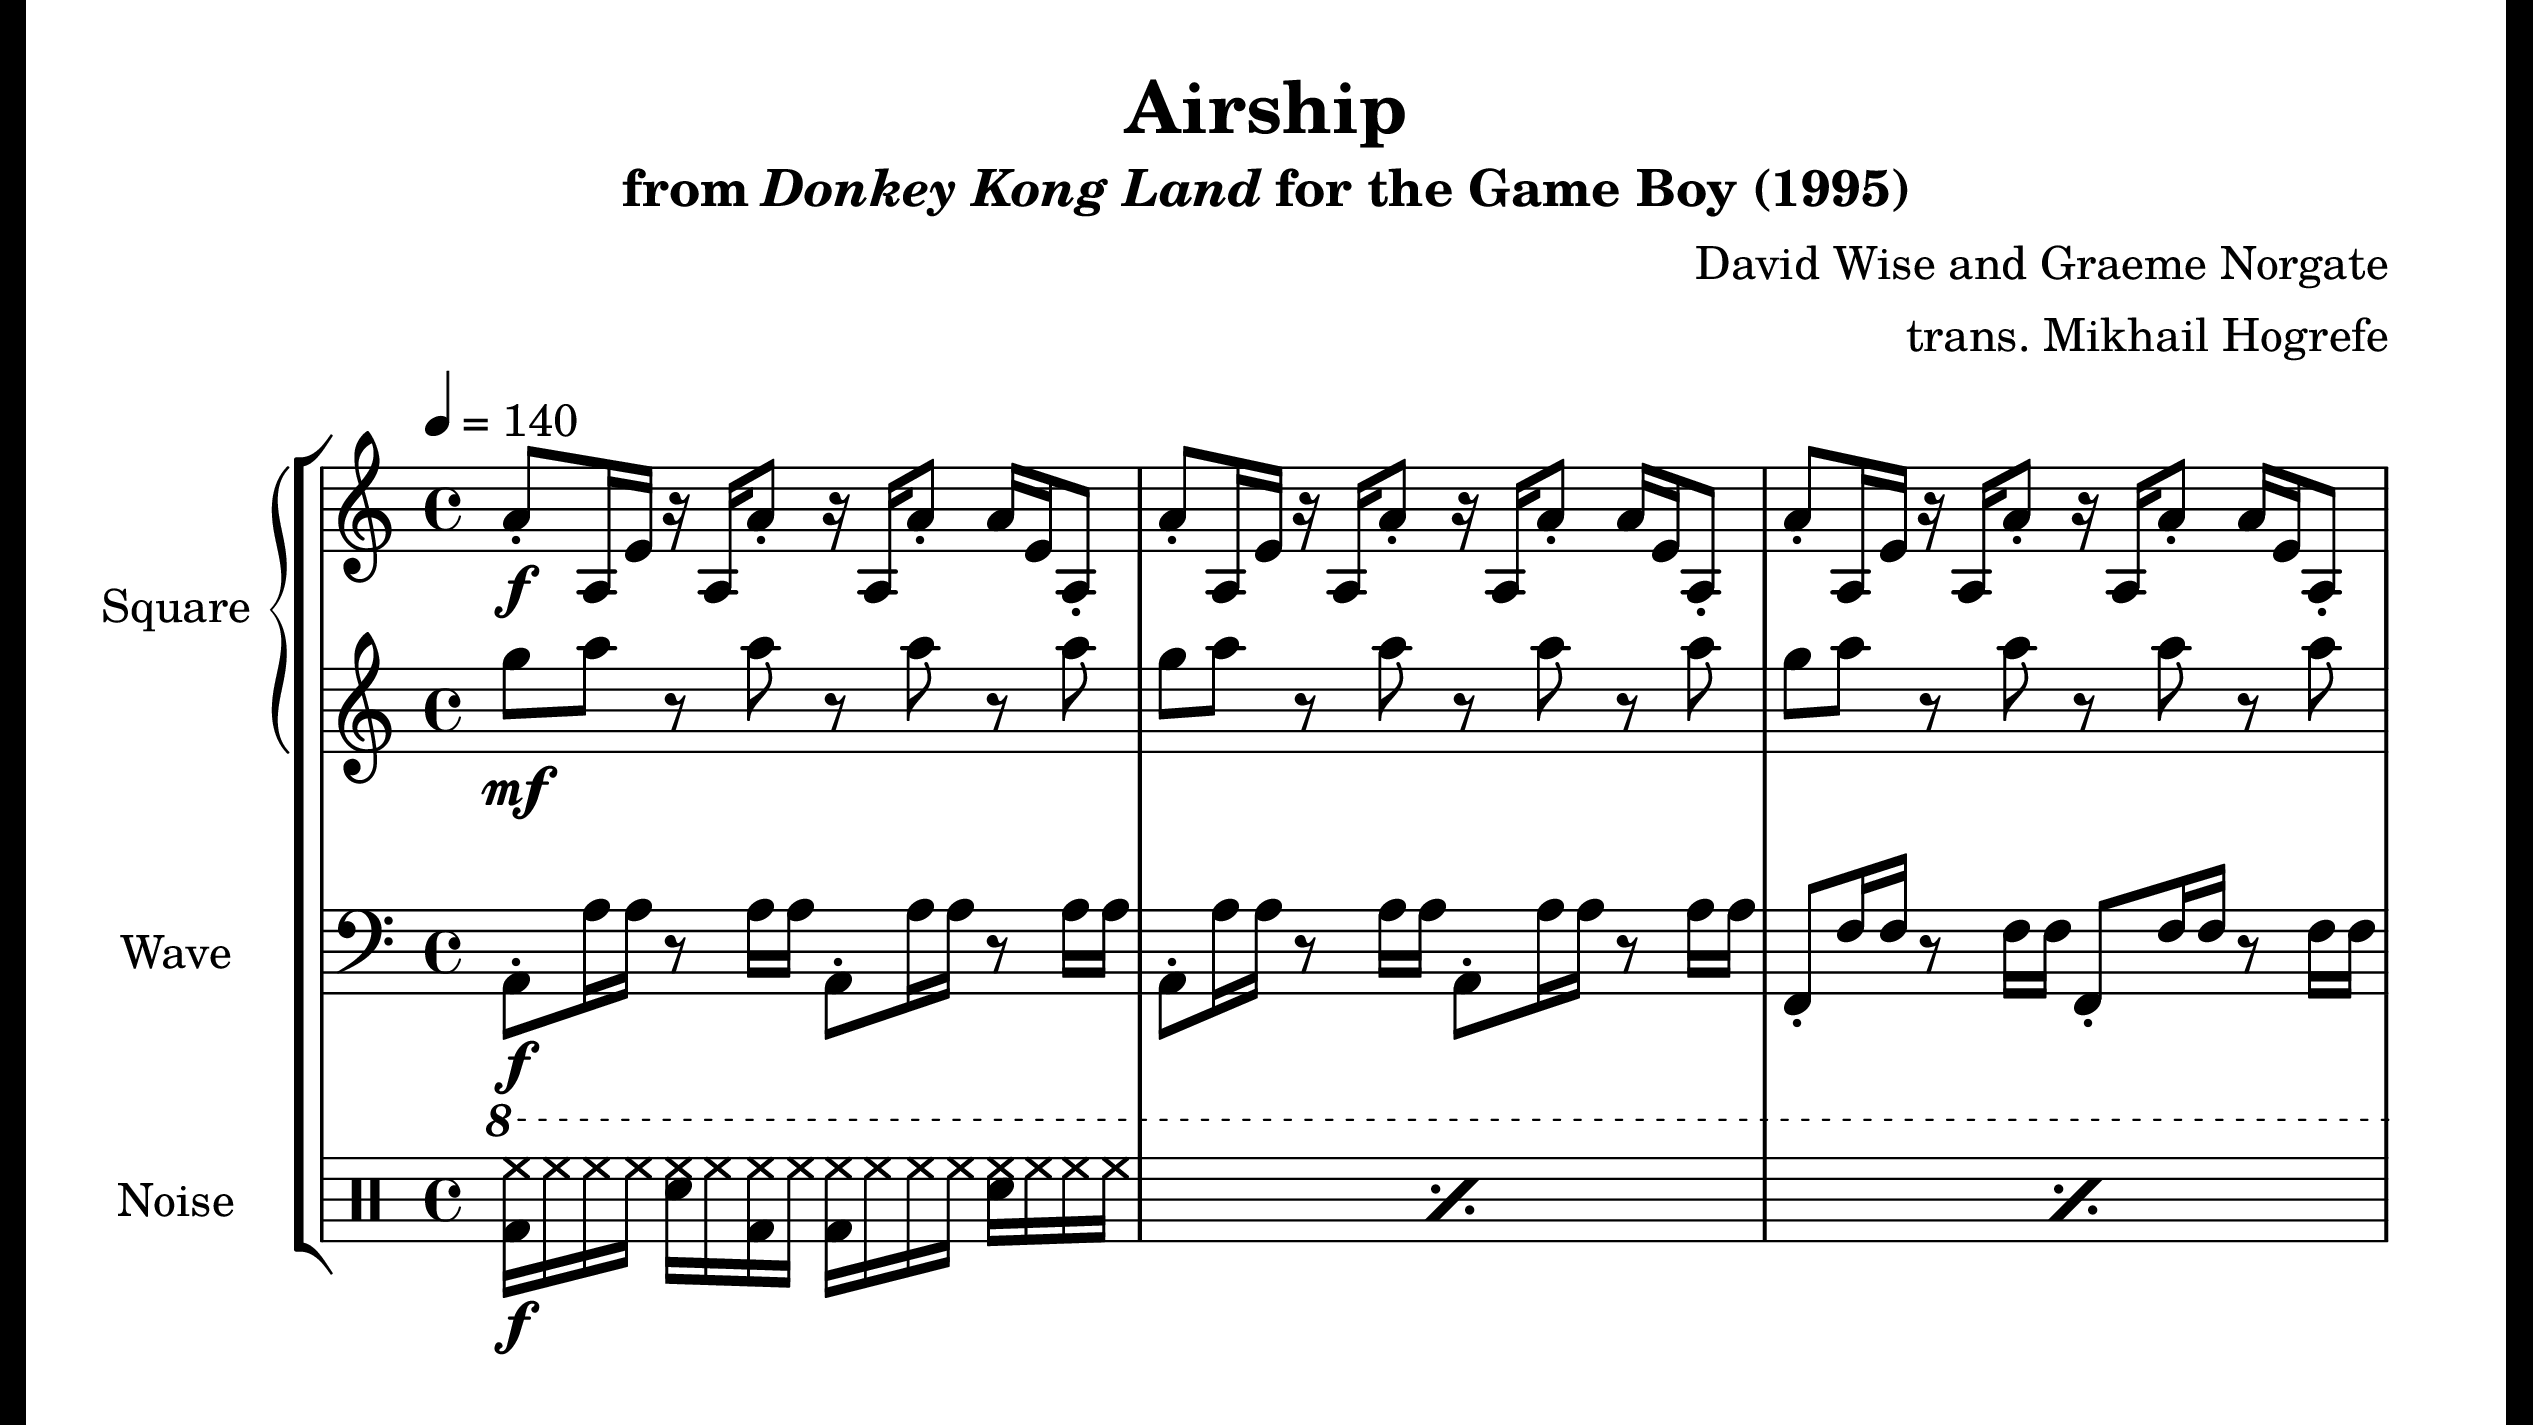 Airship
from Donkey Kong Land for the Game Boy (1995)
David Wise and Graeme Norgate
trans. Mikhail Hogrefe
= 140
Square
f
mf
Wave
f
8
Noise
f